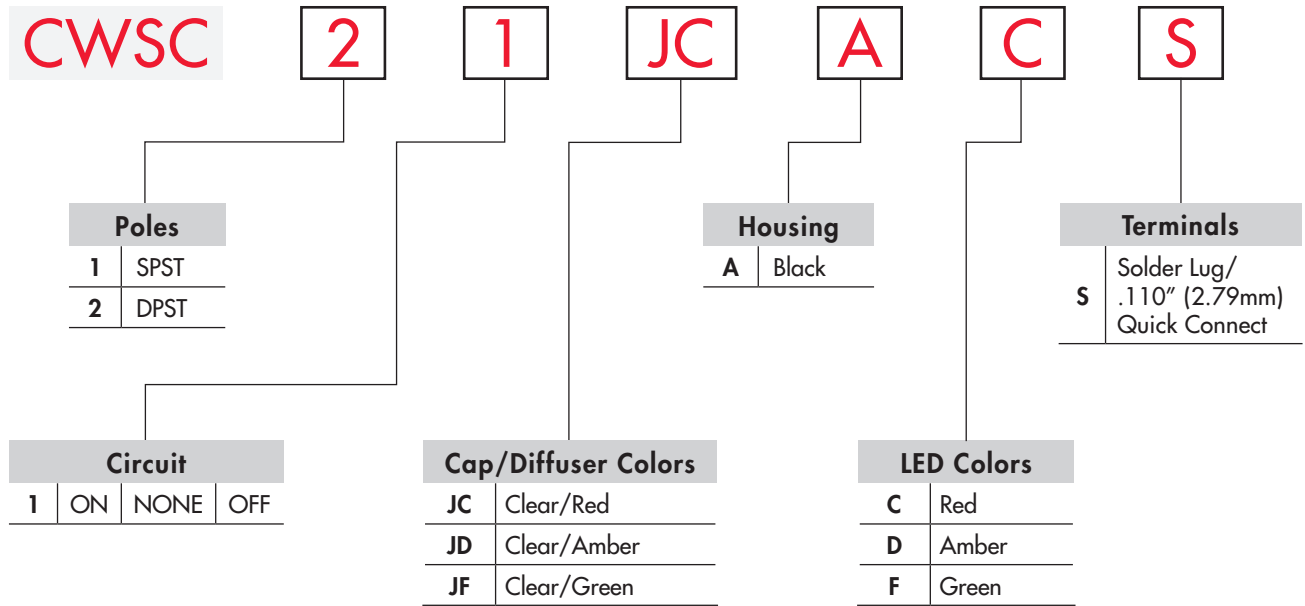 CWSC 2 1 JC A C S
Poles
1 SPST
2 DPST
Housing
A Black
Terminals
S Solder Lug/
.110” (2.79mm)
Quick Connect
Circuit
1 ON NONE OFF
Cap/Diffuser Colors
JC Clear/Red
JD Clear/Amber
JF Clear/Green
LED Colors
C Red
D Amber
F Green